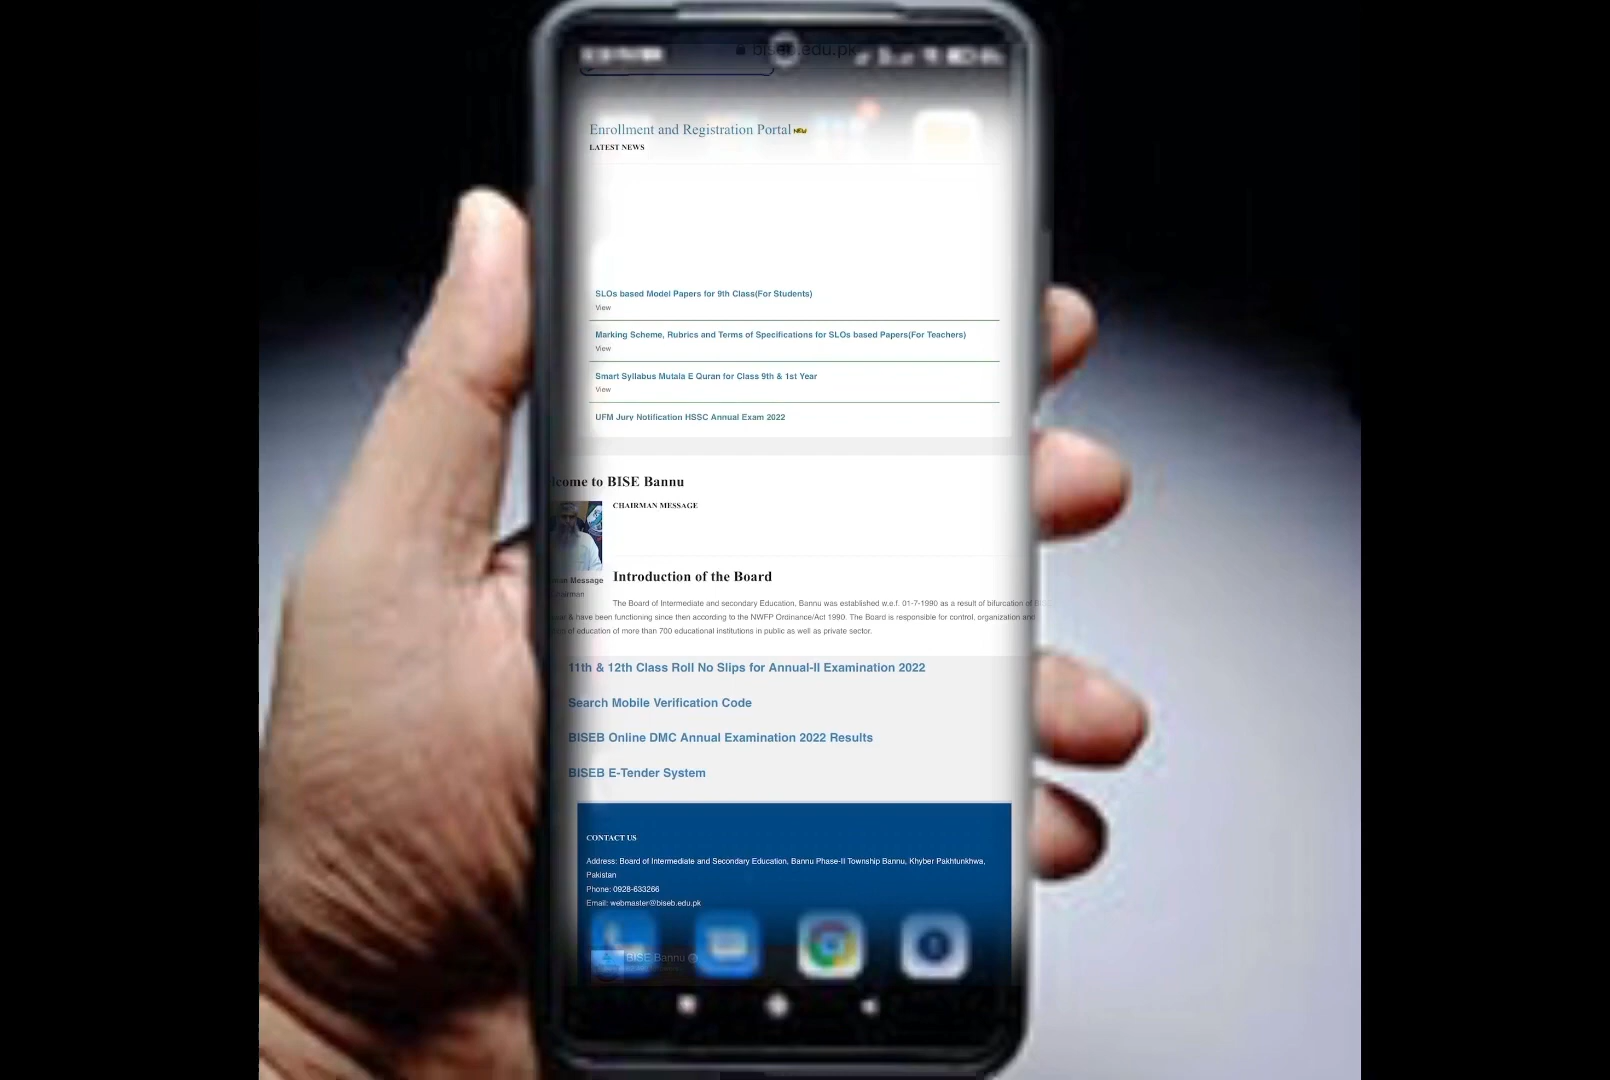 biseb.edu.pk
Enrollment and Registration Portal NEW
LATEST NEWS
SLOs based Model Papers for 9th Class(For Students)
View
Marking Scheme, Rubrics and Terms of Specifications for SLOs based Papers(For Teachers)
View
Smart Syllabus Mutala E Quran for Class 9th & 1st Year
View
UFM Jury Notification HSSC Annual Exam 2022
to BISE Bannu
CHAIRMAN MESSAGE
Message
Introduction of the Board
The Board of Intermediate and secondary Education, Bannu was established w.e.f. 01-7-1990 as a result of bifurcation of
& have been functioning since then according to the NWFP Ordinance/Act 1990. The Board is responsible for control, organization and
of education of more than 700 educational institutions in public as well as private sector.
11th & 12th Class Roll No Slips for Annual-II Examination 2022
Search Mobile Verification Code
BISEB Online DMC Annual Examination 2022 Results
BISEB E-Tender System
CONTACT US
Address: Board of Intermediate and Secondary Education, Bannu Phase-II Township Bannu, Khyber Pakhtunkhwa,
Pakistan
Phone: 0928-633266
Email: webmaster@biseb.edu.pk
BISE Bannu